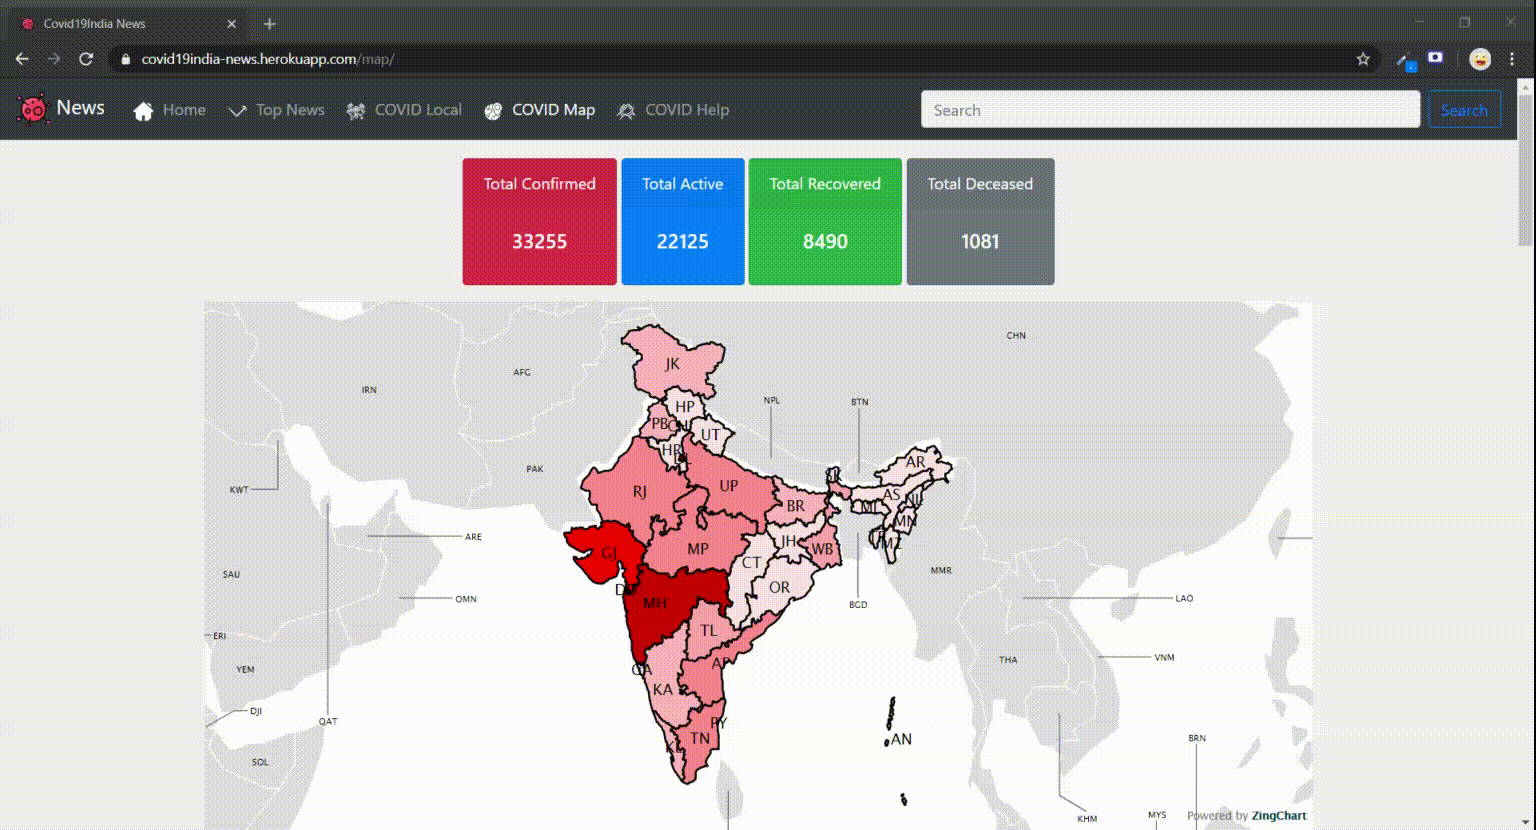 Covid19India News
covid19india-news.herokuapp.com/map/
News Home Top News COVID Local COVID Map COVID Help Search Search
Total Confirmed Total Active Total Recovered Total Deceased
33255 22125 8490 1081
CHN
JK
AFG
IRN
NPL BTN
HP
PB
UT
HR
AR
PAK
UP
RJ
KWT
AS NL
BR
ML
MN
ARE
JH
WB
MZ
GJ
MP
CT
MMR
SAU
OR
OMN
MH
BGD
LAO
TL
ERI
VNM
THA
YEM
GA
AP
KA
DJI
QAT
PY
TN
AN
BRN
KL
SOL
KHM
MYS
Powered by ZingChart